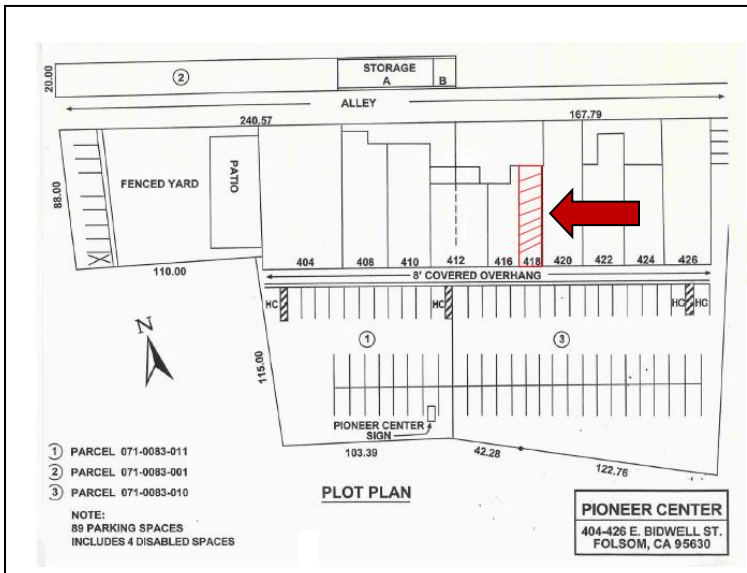 20.00
2
STORAGE
A
B
ALLEY
240.57
167.79
88.00
FENCED YARD
PATIO
404
408
410
412
416
418
420
422
424
426
110.00
8' COVERED OVERHANG
HC
HC
HC
HC
N
1
3
115.00
PIONEER CENTER
SIGN
103.39
42.28
122.76
1 PARCEL 071-0083-011
2 PARCEL 071-0083-001
3 PARCEL 071-0083-010
PLOT PLAN
NOTE:
89 PARKING SPACES
INCLUDES 4 DISABLED SPACES
PIONEER CENTER
404-426 E. BIDWELL ST.
FOLSOM, CA 95630